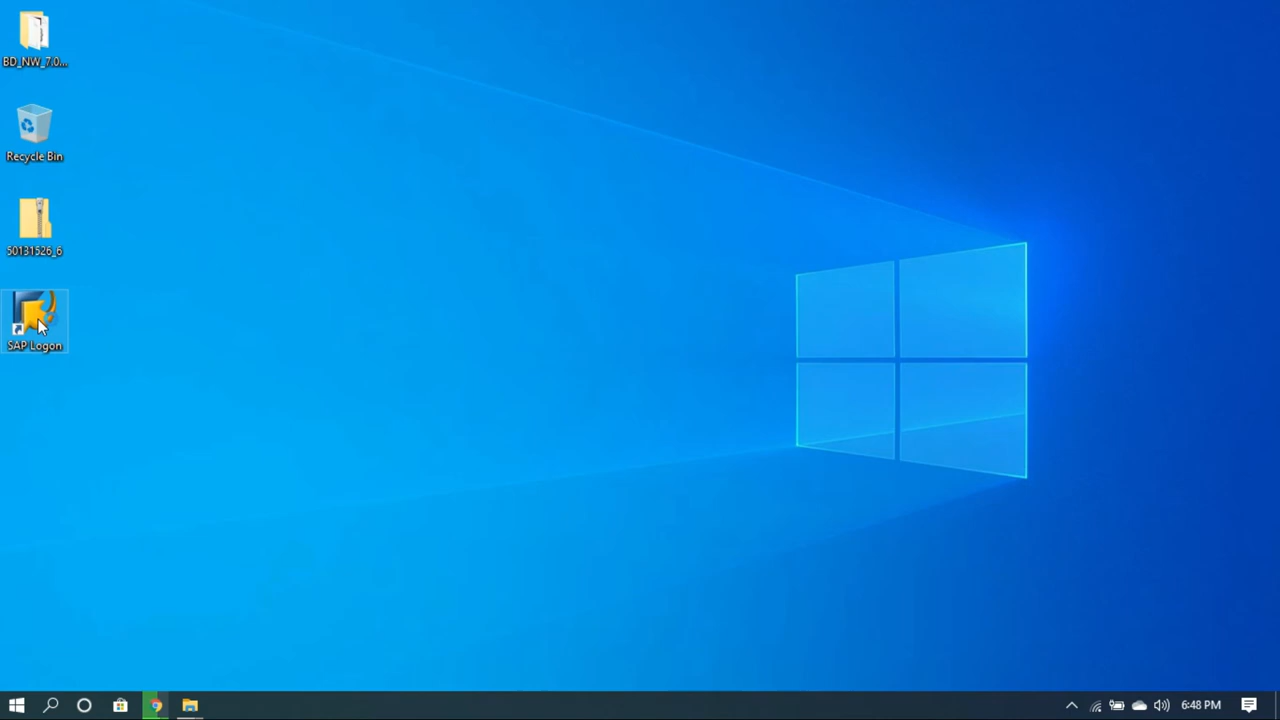 BD_NW_7.0...
Recycle Bin
50131526_6
SAP Logon
6:48 PM